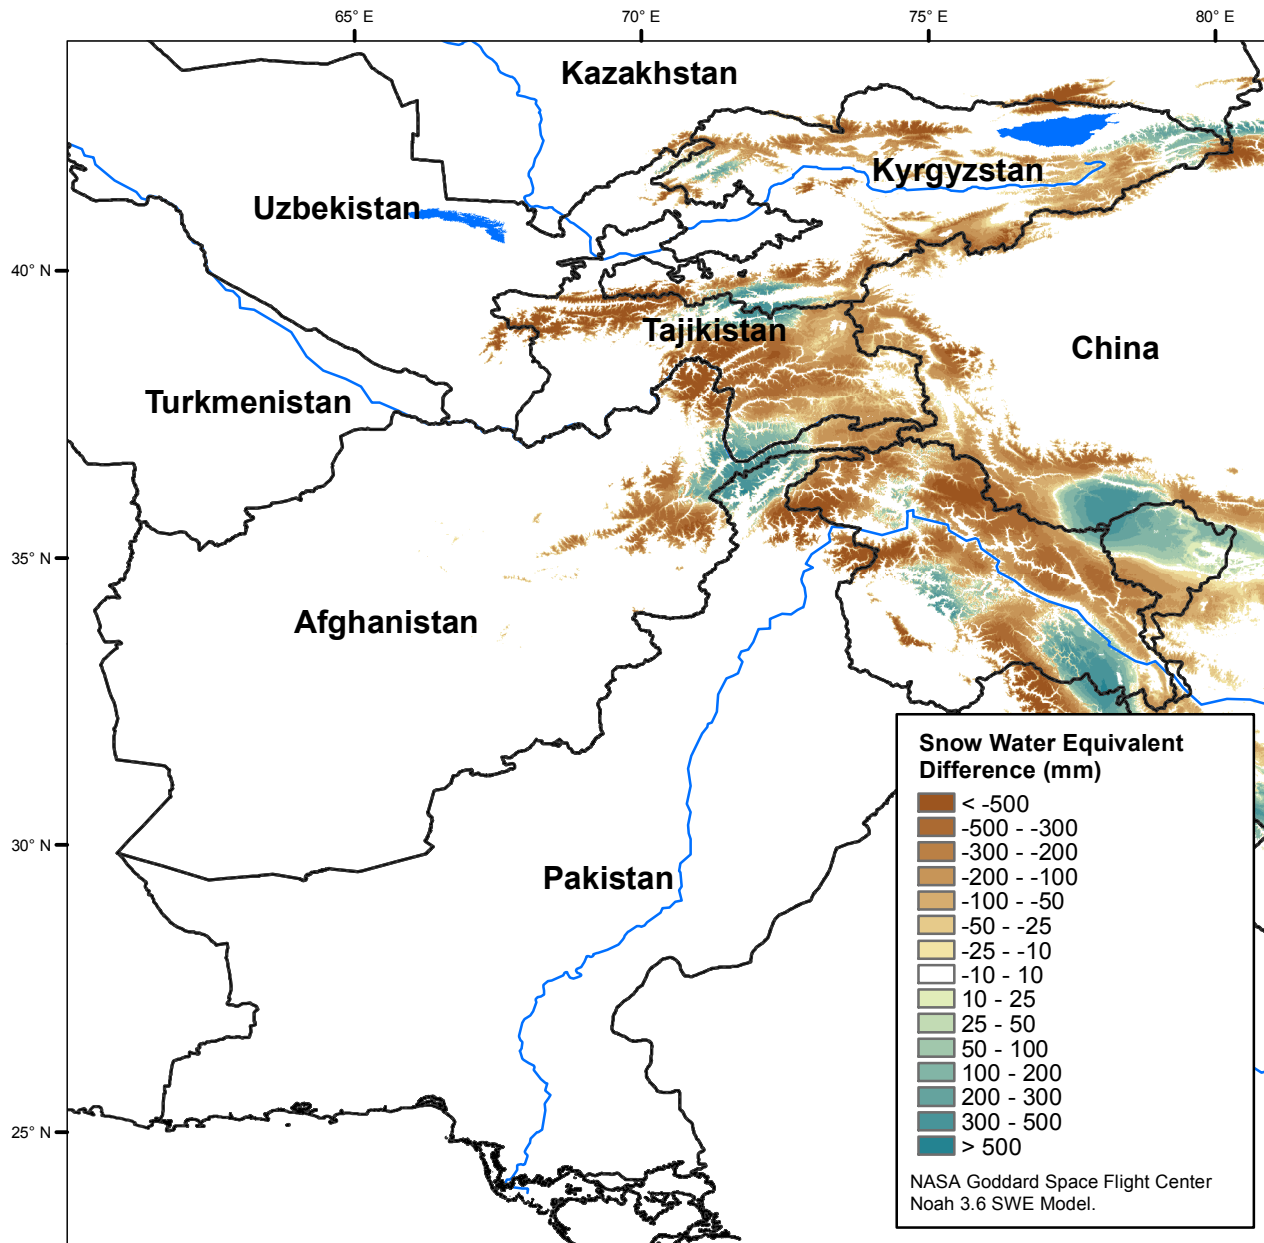 65° E
70° E
75° E
80° E
Kazakhstan
Kyrgyzstan
Uzbekistan
40° N
Tajikistan
China
Turkmenistan
35° N
Afghanistan
30° N
Pakistan
25° N
Snow Water Equivalent
Difference (mm)
< -500
-500 - -300
-300 - -200
-200 - -100
-100 - -50
-50 - -25
-25 - -10
-10 - 10
10 - 25
25 - 50
50 - 100
100 - 200
200 - 300
300 - 500
> 500
NASA Goddard Space Flight Center
Noah 3.6 SWE Model.